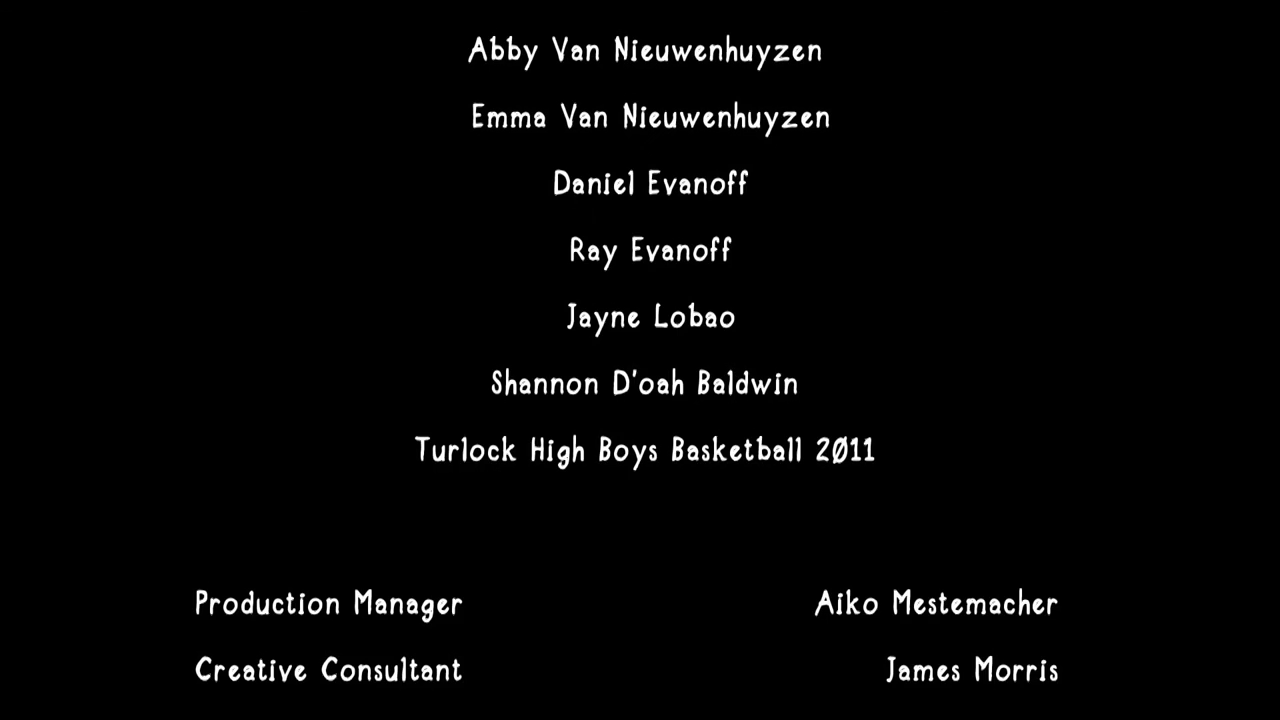 Abby Van Nieuwenhuyzen
Emma Van Nieuwenhuyzen
Daniel Evanoff
Ray Evanoff
Jayne Lobao
Shannon D'oah Baldwin
Turlock High Boys Basketball 2011
Production Manager Aiko Mestemacher
Creative Consultant James Morris